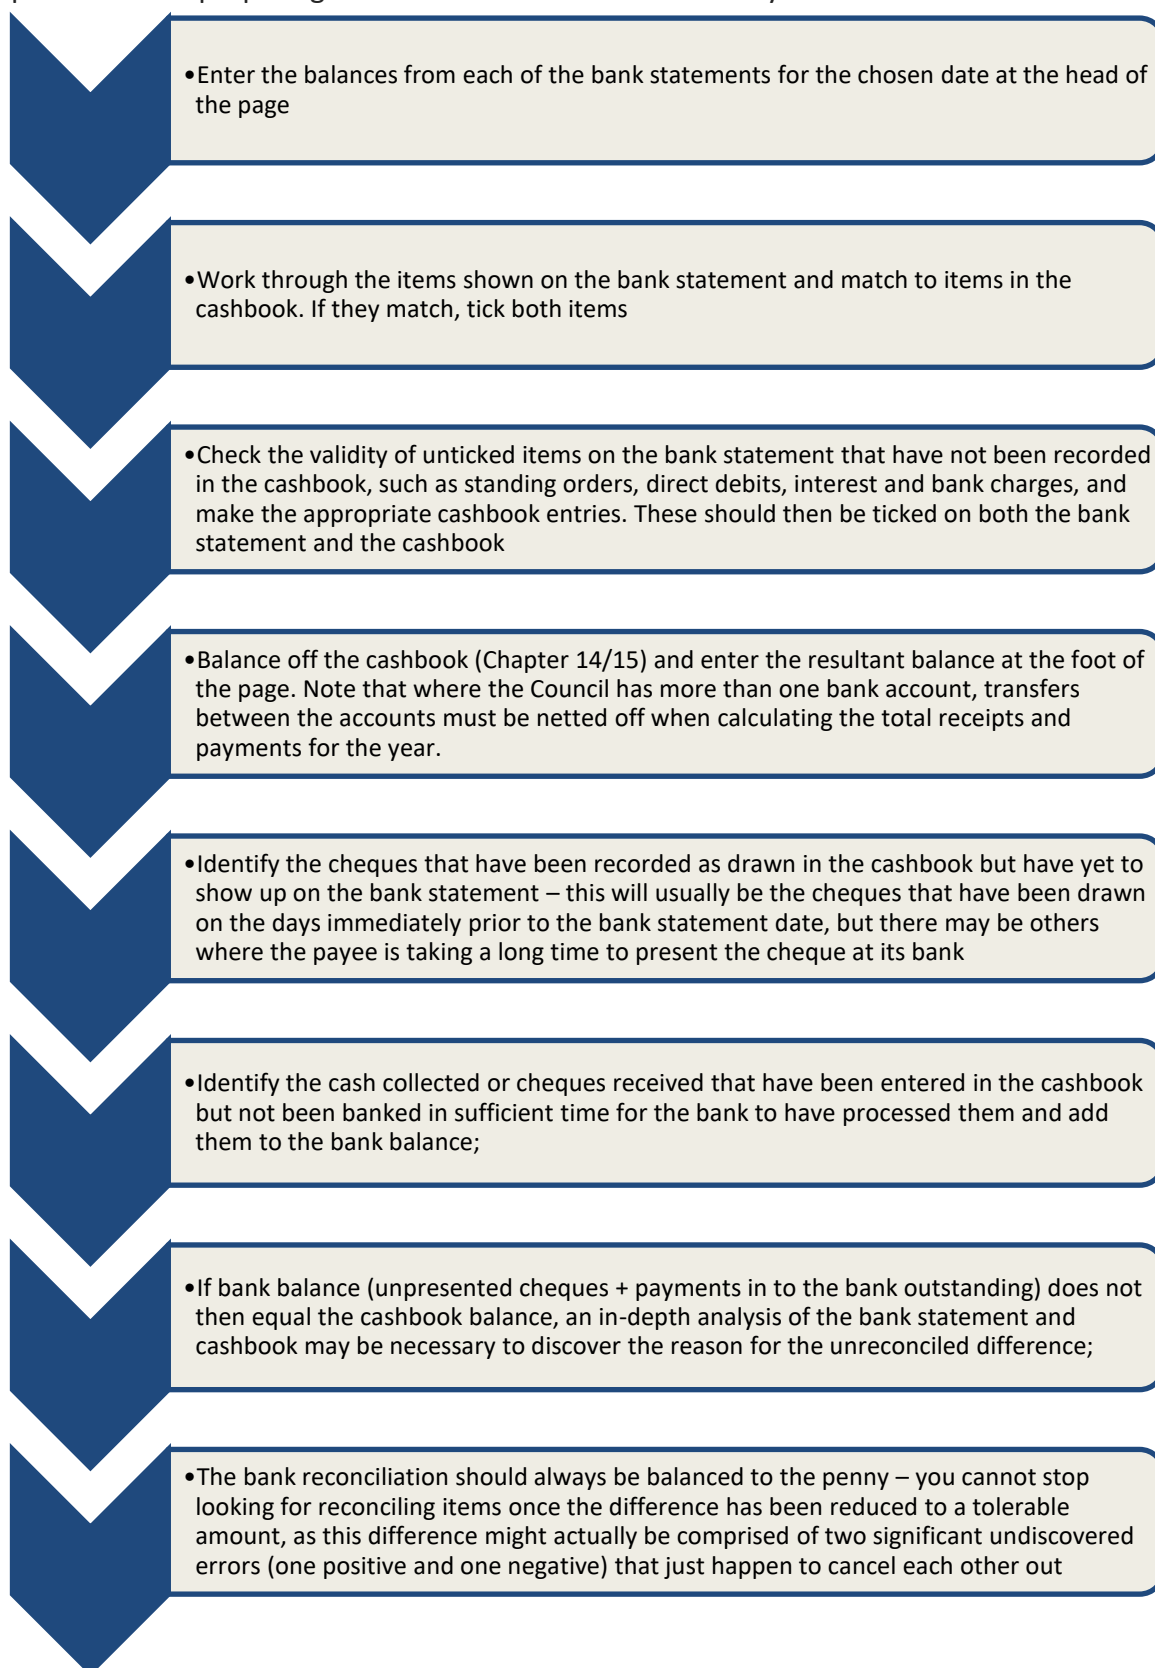 •Enter the balances from each of the bank statements for the chosen date at the head of
the page
•Work through the items shown on the bank statement and match to items in the
cashbook. If they match, tick both items
•Check the validity of unticked items on the bank statement that have not been recorded
in the cashbook, such as standing orders, direct debits, interest and bank charges, and
make the appropriate cashbook entries. These should then be ticked on both the bank
statement and the cashbook
•Balance off the cashbook (Chapter 14/15) and enter the resultant balance at the foot of
the page. Note that where the Council has more than one bank account, transfers
between the accounts must be netted off when calculating the total receipts and
payments for the year.
•Identify the cheques that have been recorded as drawn in the cashbook but have yet to
show up on the bank statement – this will usually be the cheques that have been drawn
on the days immediately prior to the bank statement date, but there may be others
where the payee is taking a long time to present the cheque at its bank
•Identify the cash collected or cheques received that have been entered in the cashbook
but not been banked in sufficient time for the bank to have processed them and add
them to the bank balance;
•If bank balance (unpresented cheques + payments in to the bank outstanding) does not
then equal the cashbook balance, an in-depth analysis of the bank statement and
cashbook may be necessary to discover the reason for the unreconciled difference;
•The bank reconciliation should always be balanced to the penny – you cannot stop
looking for reconciling items once the difference has been reduced to a tolerable
amount, as this difference might actually be comprised of two significant undiscovered
errors (one positive and one negative) that just happen to cancel each other out